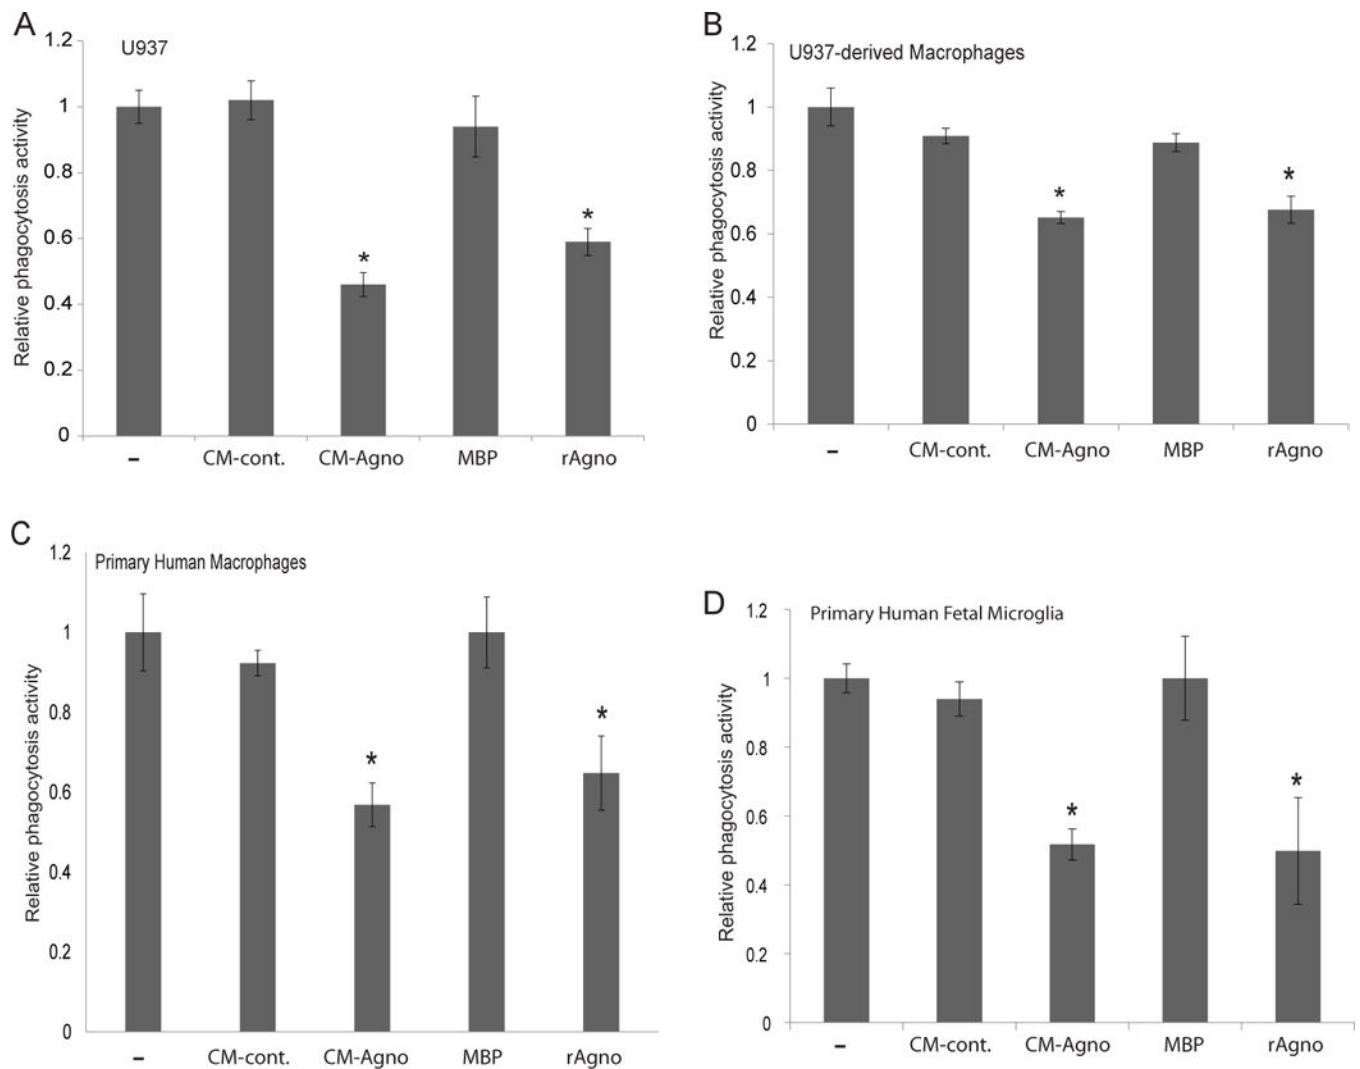 A
U937
Relative phagocytosis activity
1.2
1
0.8
0.6
0.4
0.2
0
*
*
– CM-cont. CM-Agno MBP rAgno
B
U937-derived Macrophages
Relative phagocytosis activity
1.2
1
0.8
0.6
0.4
0.2
0
*
*
– CM-cont. CM-Agno MBP rAgno
C
Primary Human Macrophages
Relative phagocytosis activity
1.2
1
0.8
0.6
0.4
0.2
0
*
*
– CM-cont. CM-Agno MBP rAgno
D
Primary Human Fetal Microglia
Relative phagocytosis activity
1.2
1
0.8
0.6
0.4
0.2
0
*
*
– CM-cont. CM-Agno MBP rAgno